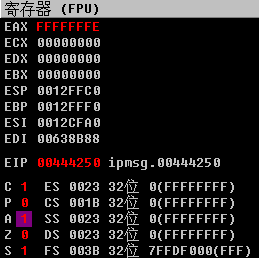 寄存器 (FPU)
EAX FFFFFFFE
ECX 00000000
EDX 00000000
EBX 00000000
ESP 0012FFC0
EBP 0012FFF0
ESI 0012CFA0
EDI 00638B88
EIP 00444250 ipmsg.00444250
C 1 ES 0023 32位 0(FFFFFFFF)
P 0 CS 001B 32位 0(FFFFFFFF)
A 1 SS 0023 32位 0(FFFFFFFF)
Z 0 DS 0023 32位 0(FFFFFFFF)
S 1 FS 003B 32位 7FFDF000(FFF)